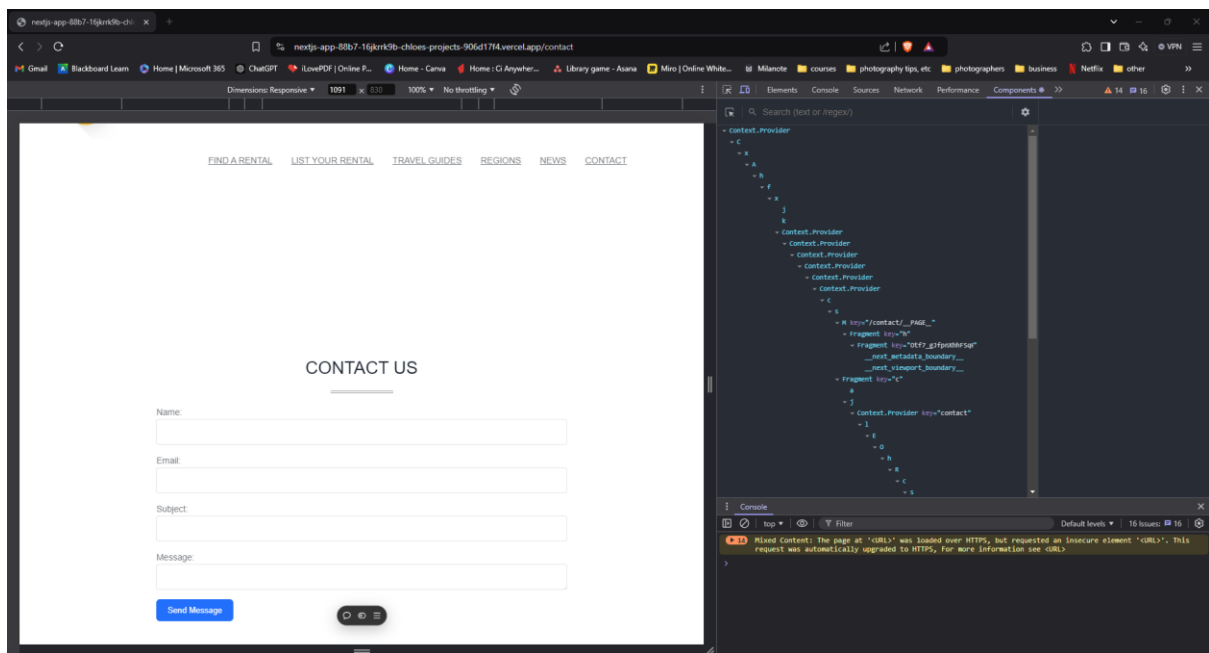 nextjs-app-88b7-16jkrrk9b-chlo
nextjs-app-88b7-16jkrrk9b-chloes-projects-906d17f4.vercel.app/contact
VPN
Gmail Blackboard Learn Home | Microsoft 365 ChatGPT iLovePDF | Online P... Home - Canva Home : Ci Anywher... Library game - Asana Miro | Online White... Milanote courses photography tips, etc photographers business Netflix other »
Dimensions: Responsive 1091 x 830 100% No throttling
Elements Console Sources Network Performance Components 14 16
Search (text or /regex/)
FIND A RENTAL LIST YOUR RENTAL TRAVEL GUIDES REGIONS NEWS CONTACT
CONTACT US
Name:
Email:
Subject:
Message:
Send Message
Context.Provider
C
x
A
h
f
x
j
k
Context.Provider
Context.Provider
Context.Provider
Context.Provider
Context.Provider
Context.Provider
c
s
M key="/contact/__PAGE__"
Fragment key="h"
Fragment
__next_metadata_boundary__
__next_viewport_boundary__
Fragment key="c"
a
j
Context.Provider key="contact"
l
E
O
h
R
c
s
Console
top Filter Default levels 16 Issues: 16
14 Mixed Content: The page at '<URL>' was loaded over HTTPS, but requested an insecure element '<URL>'. This
request was automatically upgraded to HTTPS, For more information see <URL>